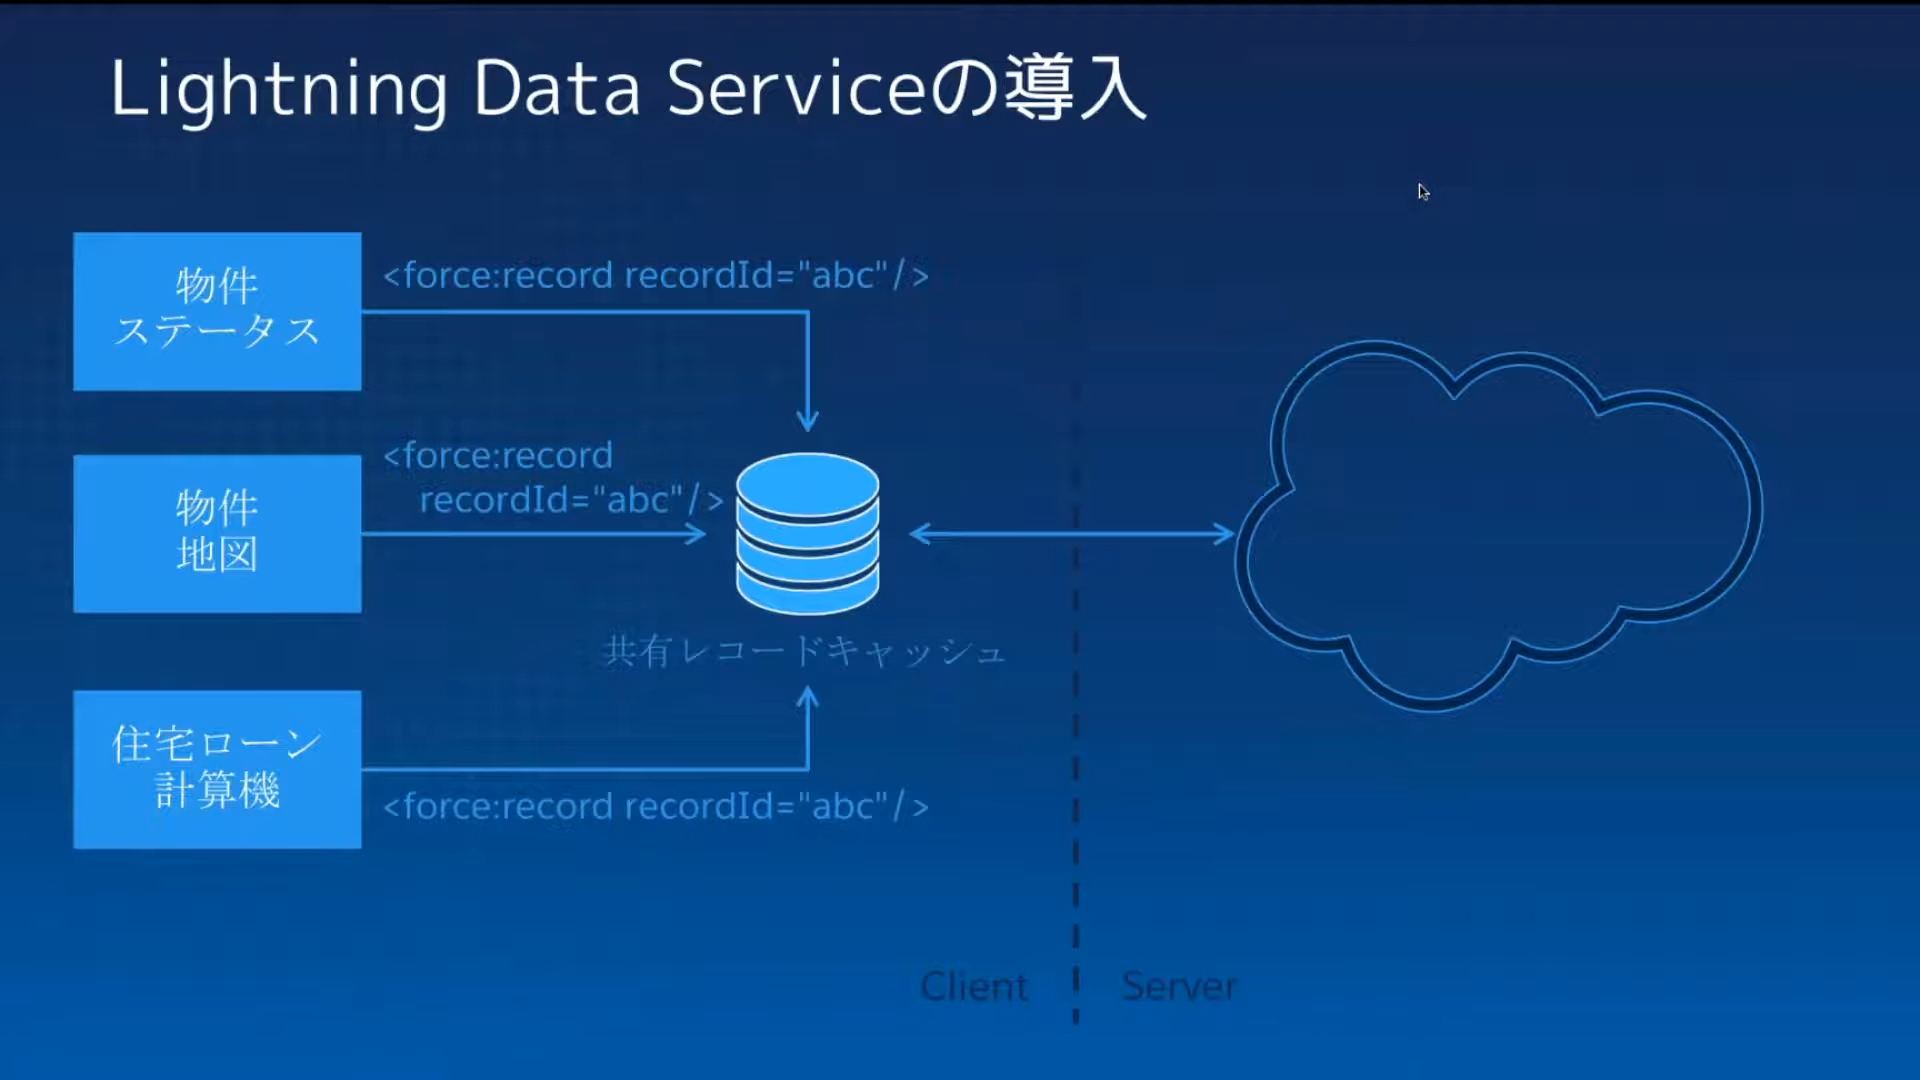 Lightning Data Serviceの導入
物件
ステータス
<force:record recordId="abc"/>
物件
地図
<force:record
recordId="abc"/>
共有レコードキャッシュ
住宅ローン
計算機
<force:record recordId="abc"/>
Client
Server